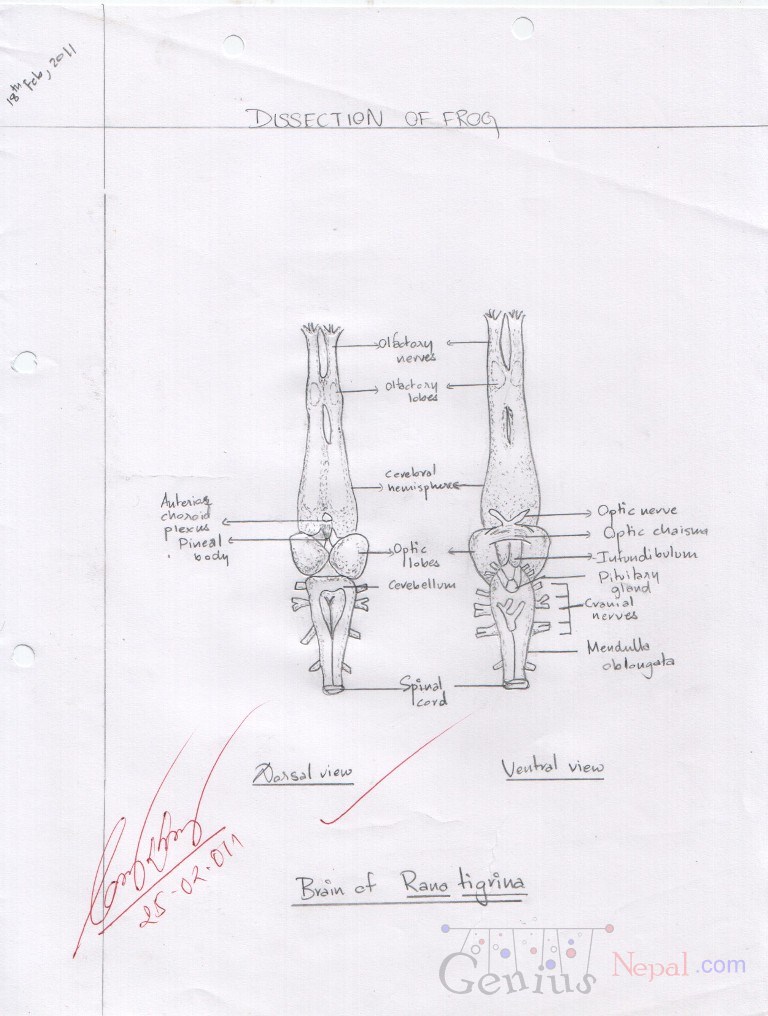 18th Feb, 2011
DISSECTION OF FROG
Olfactory
nerves
Olfactory
lobes
Cerebral
hemisphere
Anterior
choroid
plexus
Pineal
body
Optic
lobes
Cerebellum
Spinal
cord
Optic nerve
Optic chaisma
Infundibulum
Pituitary
gland
Cranial
nerves
Mendulla
oblongata
Dorsal view
Ventral view
25-02-011
Brain of Rana tigrina
Genius Nepal.com